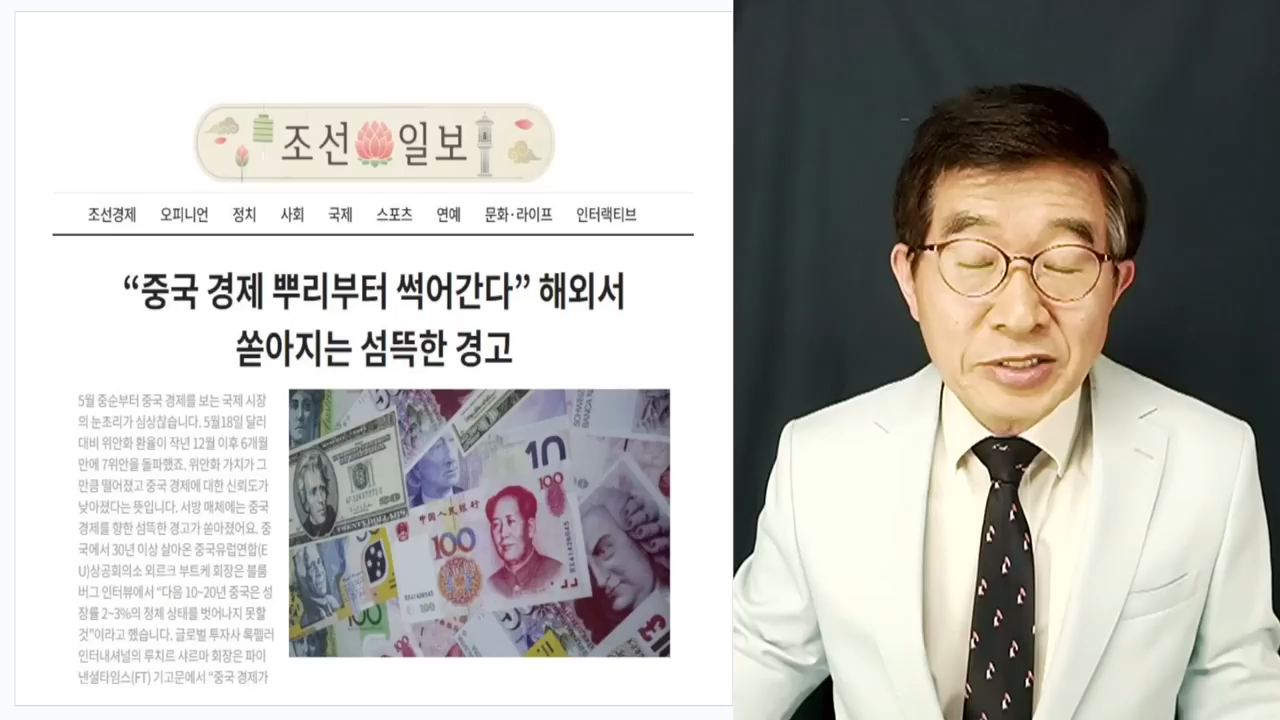 조선일보
조선경제 오피니언 정치 사회 국제 스포츠 연예 문화·라이프 인터랙티브
“중국 경제 뿌리부터 썩어간다” 해외서
쏟아지는 섬뜩한 경고
5월 중순부터 중국 경제를 보는 국제 시장
의 눈초리가 심상찮습니다. 5월18일 달러
대비 위안화 환율이 작년 12월 이후 6개월
만에 7위안을 돌파했죠. 위안화 가치가 그
만큼 떨어졌고 중국 경제에 대한 신뢰도가
낮아졌다는 뜻입니다. 서방 매체에는 중국
경제를 향한 섬뜩한 경고가 쏟아졌어요. 중
국에서 30년 이상 살아온 중국유럽연합(E
U)상공회의소 외르크 부트케 회장은 블룸
버그 인터뷰에서 “다음 10~20년 중국은 성
장률 2~3%의 정체 상태를 벗어나지 못할
것”이라고 했습니다. 글로벌 투자사 록펠러
인터내셔널의 루치르 샤르마 회장은 파이
낸셜타임스(FT) 기고문에서 “중국 경제가
10
100
中国人民银行
100
TWENTY DOLLARS
20
100
100